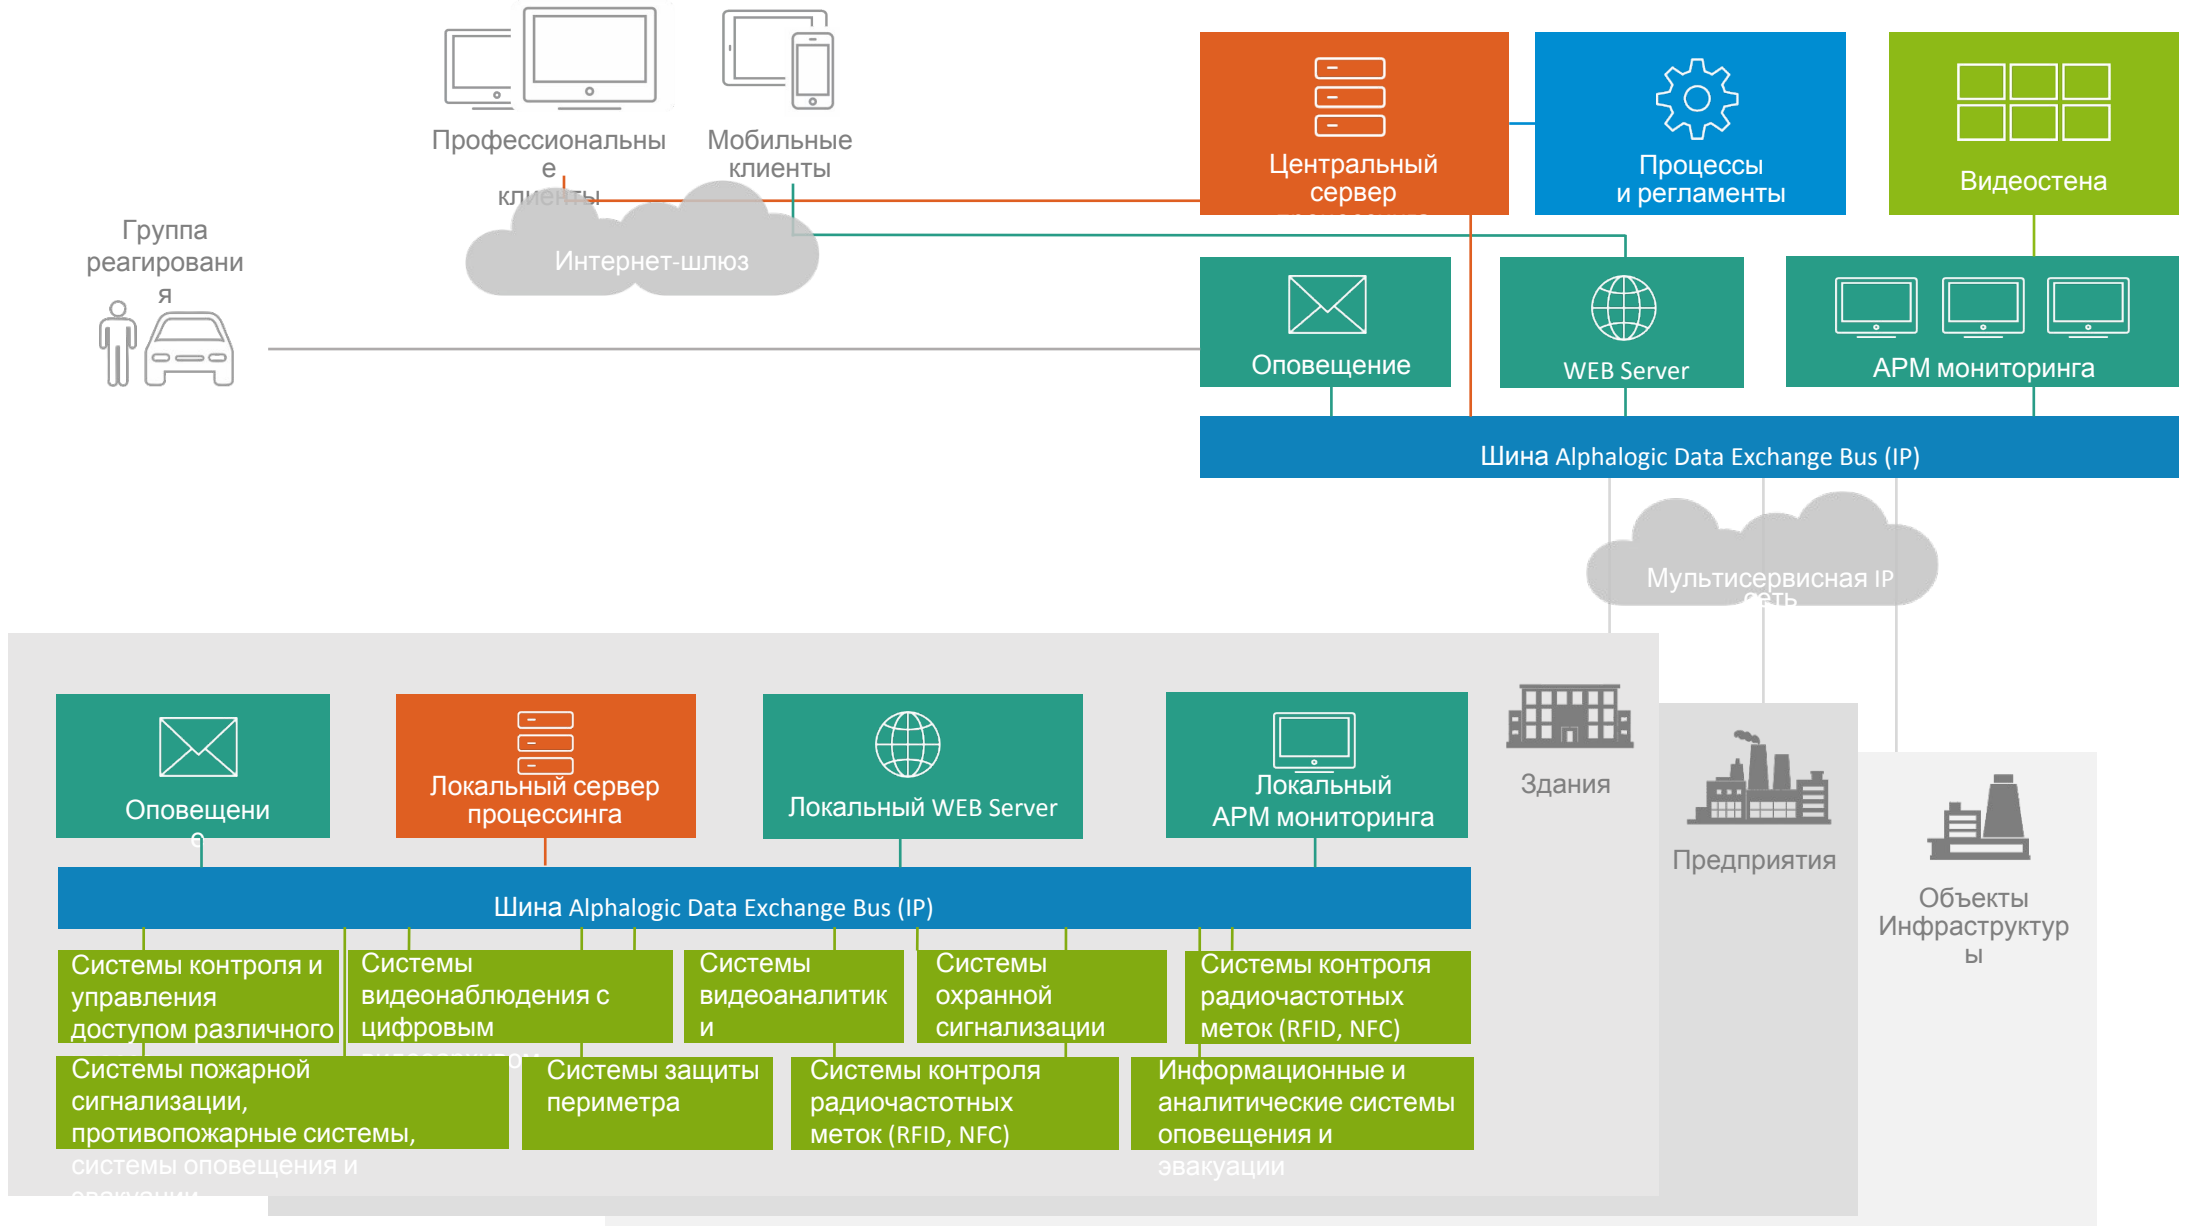 Профессиональны
е
клиенты
Мобильные
клиенты
Центральный
сервер
Процессы
и регламенты
Видеостена
Группа
реагировани
я
Интернет-шлюз
Оповещение
WEB Server
АРМ мониторинга
Шина Alphalogic Data Exchange Bus (IP)
Мультисервисная IP
сеть
Оповещени
е
Локальный сервер
процессинга
Локальный WEB Server
Локальный
АРМ мониторинга
Здания
Предприятия
Объекты
Инфраструктур
ы
Шина Alphalogic Data Exchange Bus (IP)
Системы контроля и
управления
доступом различного
Системы
видеонаблюдения с
цифровым
Системы
видеоаналитик
и
Системы
охранной
сигнализации
Системы контроля
радиочастотных
меток (RFID, NFC)
Системы пожарной
сигнализации,
противопожарные системы,
системы оповещения и
эвакуации
Системы защиты
периметра
Системы контроля
радиочастотных
меток (RFID, NFC)
Информационные и
аналитические системы
оповещения и
эвакуации